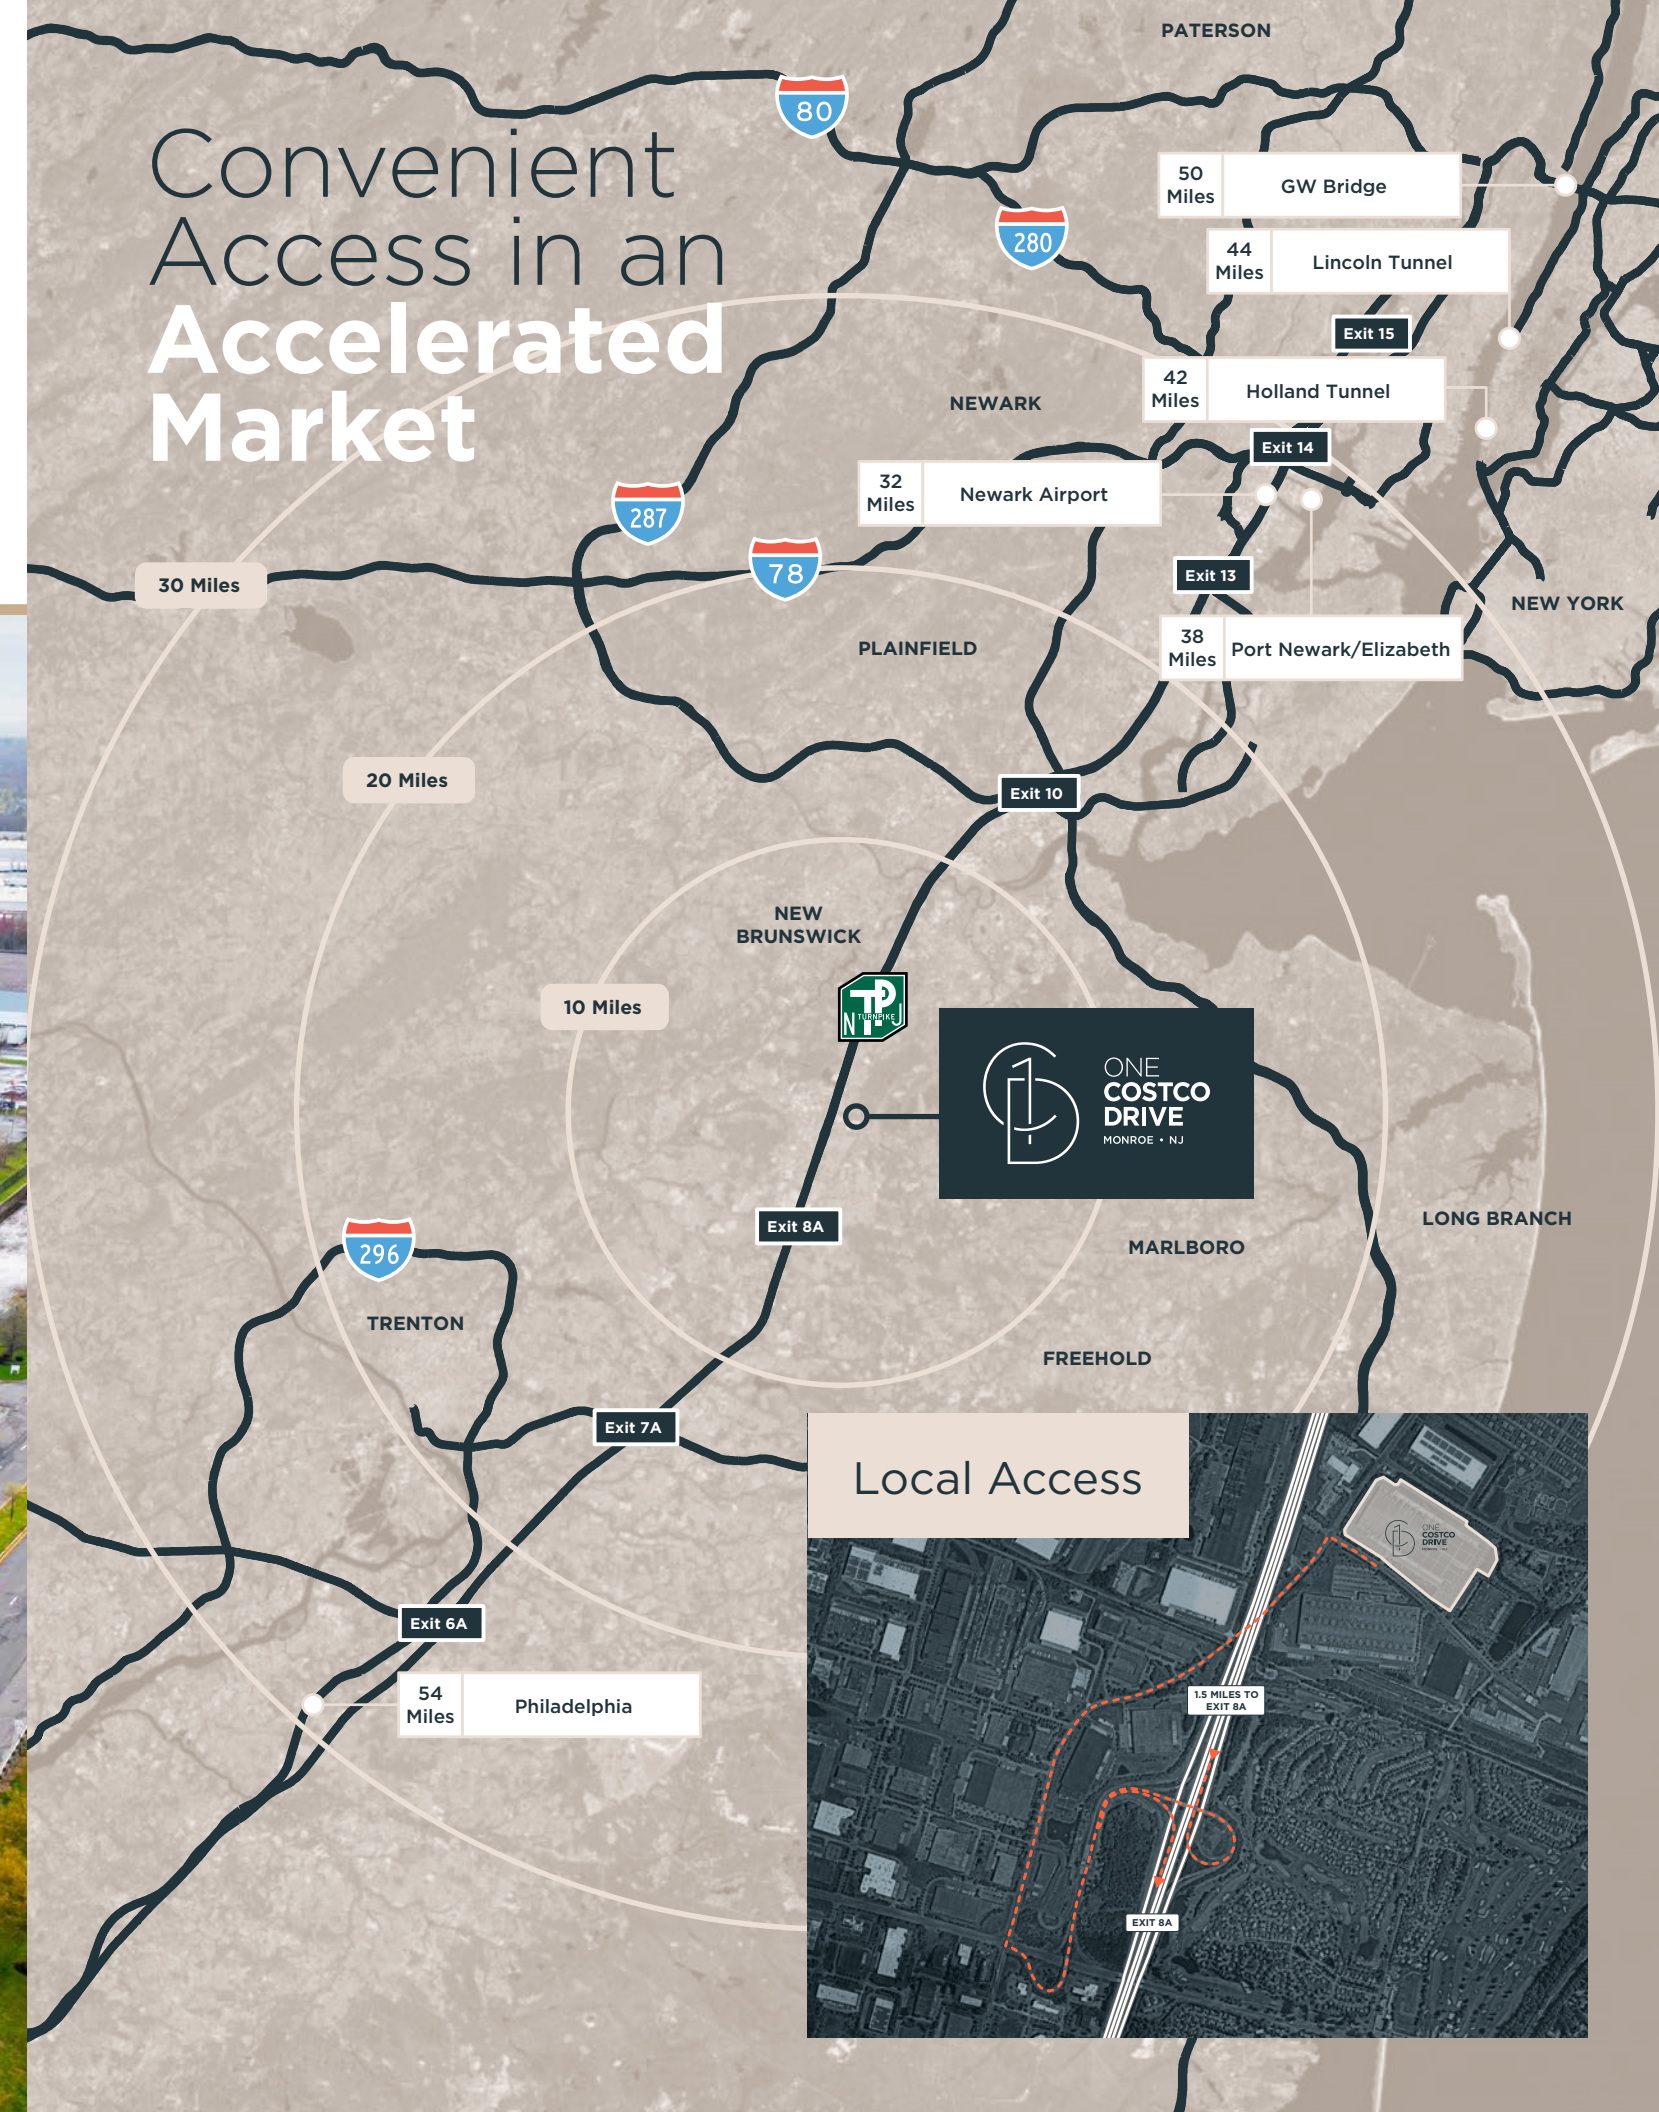 PATERSON
80
Convenient
Access in an
Accelerated
Market
50
Miles
GW Bridge
280
44
Miles
Lincoln Tunnel
Exit 15
42
Miles
Holland Tunnel
NEWARK
Exit 14
32
Miles
Newark Airport
287
78
Exit 13
30 Miles
NEW YORK
38
Miles
Port Newark/Elizabeth
PLAINFIELD
20 Miles
Exit 10
NEW
BRUNSWICK
10 Miles
TP
N TURNPIKE J
ONE
COSTCO
DRIVE
MONROE • NJ
Exit 8A
LONG BRANCH
MARLBORO
296
TRENTON
FREEHOLD
Exit 7A
Local Access
ONE
COSTCO
DRIVE
MONROE • NJ
Exit 6A
54
Miles
Philadelphia
1.5 MILES TO
EXIT 8A
EXIT 8A